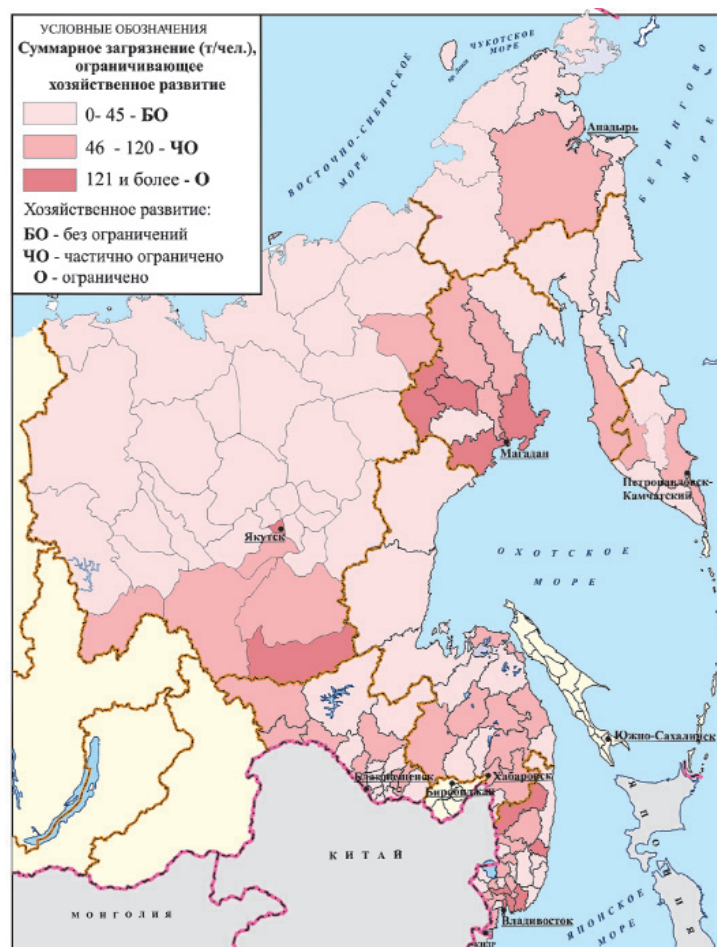 УСЛОВНЫЕ ОБОЗНАЧЕНИЯ
Суммарное загрязнение (т/чел.),
ограничивающее
хозяйственное развитие
0- 45 - БО
46 - 120 - ЧО
121 и более - О
Хозяйственное развитие:
БО - без ограничений
ЧО - частично ограничено
О - ограничено
ЧУКОТСКОЕ
МОРЕ
ВОСТОЧНО-СИБИРСКОЕ
МОРЕ
БЕРИНГОВО
МОРЕ
Анадырь
Магадан
Петропавловск-
Камчатский
Якутск
ОХОТСКОЕ
МОРЕ
Южно-Сахалинск
Благовещенск
Биробиджан
Хабаровск
КИТАЙ
МОНГОЛИЯ
Владивосток
КНДР
ЯПОНСКОЕ
МОРЕ
ЯПОНИЯ